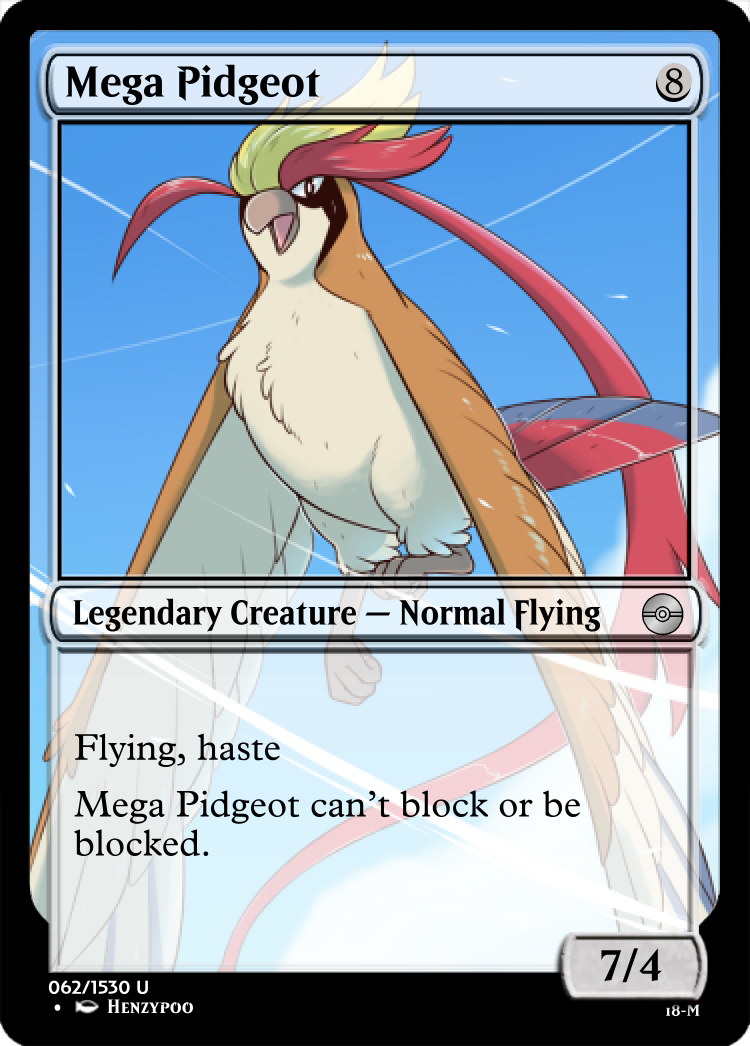 Mega Pidgeot 8
Legendary Creature — Normal Flying
Flying, haste
Mega Pidgeot can't block or be
blocked.
7/4
062/1530 U
• Henzypoo
18-M